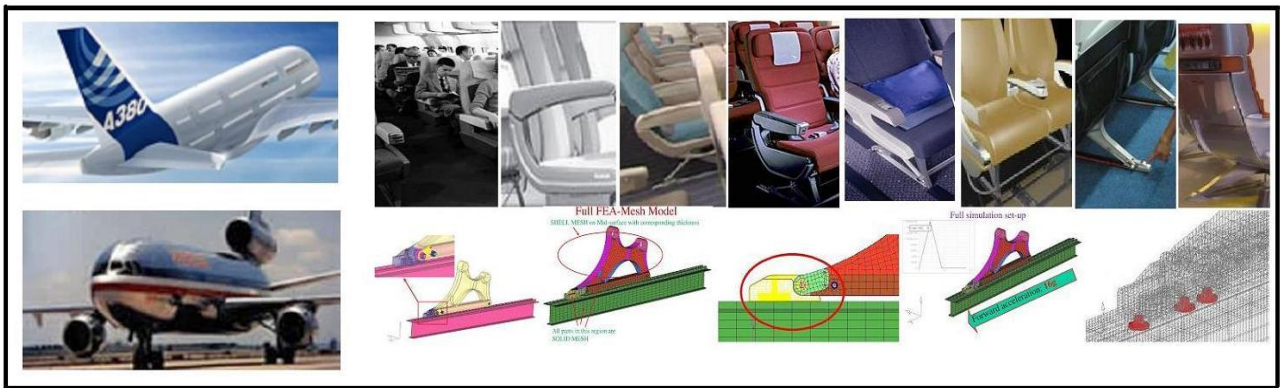 A380
Full FEA-Mesh Model
SHELL MESH on Mid-surface with corresponding thickness
All parts in this region are
SOLID MESH
Full simulation set-up
Forward acceleration: 16g